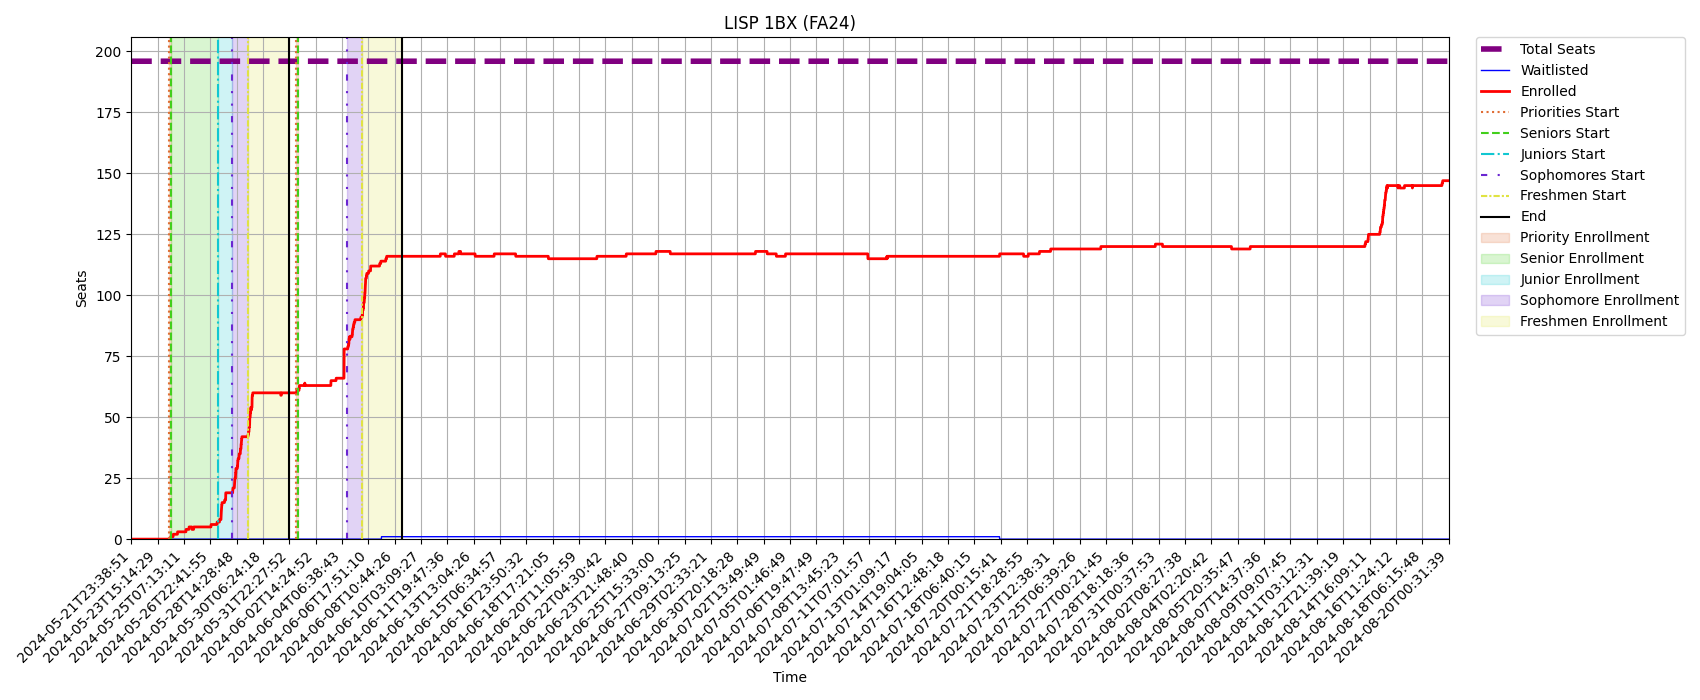 LISP 1BX (FA24)
Seats
200
175
150
125
100
75
50
25
0
2024-05-21T23:38:51
2024-05-23T15:14:29
2024-05-25T07:13:11
2024-05-26T22:41:55
2024-05-28T14:28:48
2024-05-30T06:24:18
2024-05-31T22:27:52
2024-06-02T14:24:52
2024-06-04T06:38:43
2024-06-06T17:51:10
2024-06-08T10:44:26
2024-06-10T03:09:27
2024-06-11T19:47:36
2024-06-13T13:04:26
2024-06-15T06:34:57
2024-06-16T23:50:32
2024-06-18T17:21:05
2024-06-20T11:05:59
2024-06-22T04:30:42
2024-06-23T21:48:40
2024-06-25T15:33:00
2024-06-27T09:13:25
2024-06-29T02:33:21
2024-06-30T20:18:28
2024-07-02T13:49:49
2024-07-05T01:46:49
2024-07-06T19:47:49
2024-07-08T13:45:23
2024-07-11T07:01:57
2024-07-13T01:09:17
2024-07-14T19:04:05
2024-07-16T12:48:18
2024-07-18T06:40:15
2024-07-20T00:15:41
2024-07-21T18:28:55
2024-07-23T12:38:31
2024-07-25T06:39:26
2024-07-27T00:21:45
2024-07-28T18:18:36
2024-07-31T00:37:53
2024-08-02T08:27:38
2024-08-04T02:20:42
2024-08-05T20:35:47
2024-08-07T14:37:36
2024-08-09T09:07:45
2024-08-11T03:12:31
2024-08-12T21:39:19
2024-08-14T16:09:11
2024-08-16T11:24:12
2024-08-18T06:15:48
2024-08-20T00:31:39
Time
Total Seats
Waitlisted
Enrolled
Priorities Start
Seniors Start
Juniors Start
Sophomores Start
Freshmen Start
End
Priority Enrollment
Senior Enrollment
Junior Enrollment
Sophomore Enrollment
Freshmen Enrollment